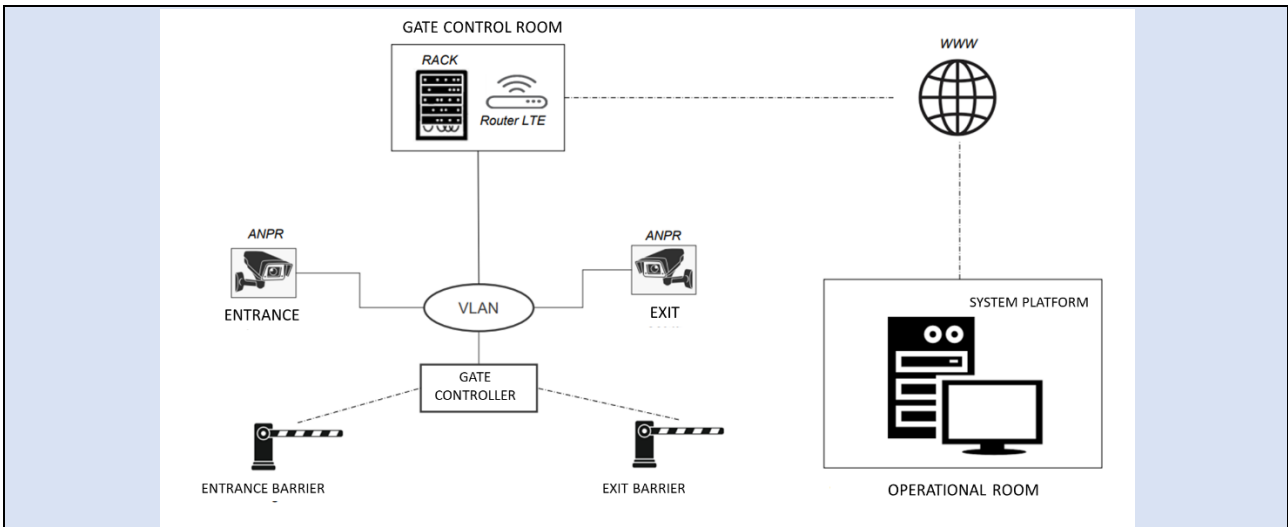 GATE CONTROL ROOM
WWW
RACK
Router LTE
ANPR
ANPR
SYSTEM PLATFORM
VLAN
ENTRANCE
EXIT
GATE
CONTROLLER
ENTRANCE BARRIER
EXIT BARRIER
OPERATIONAL ROOM